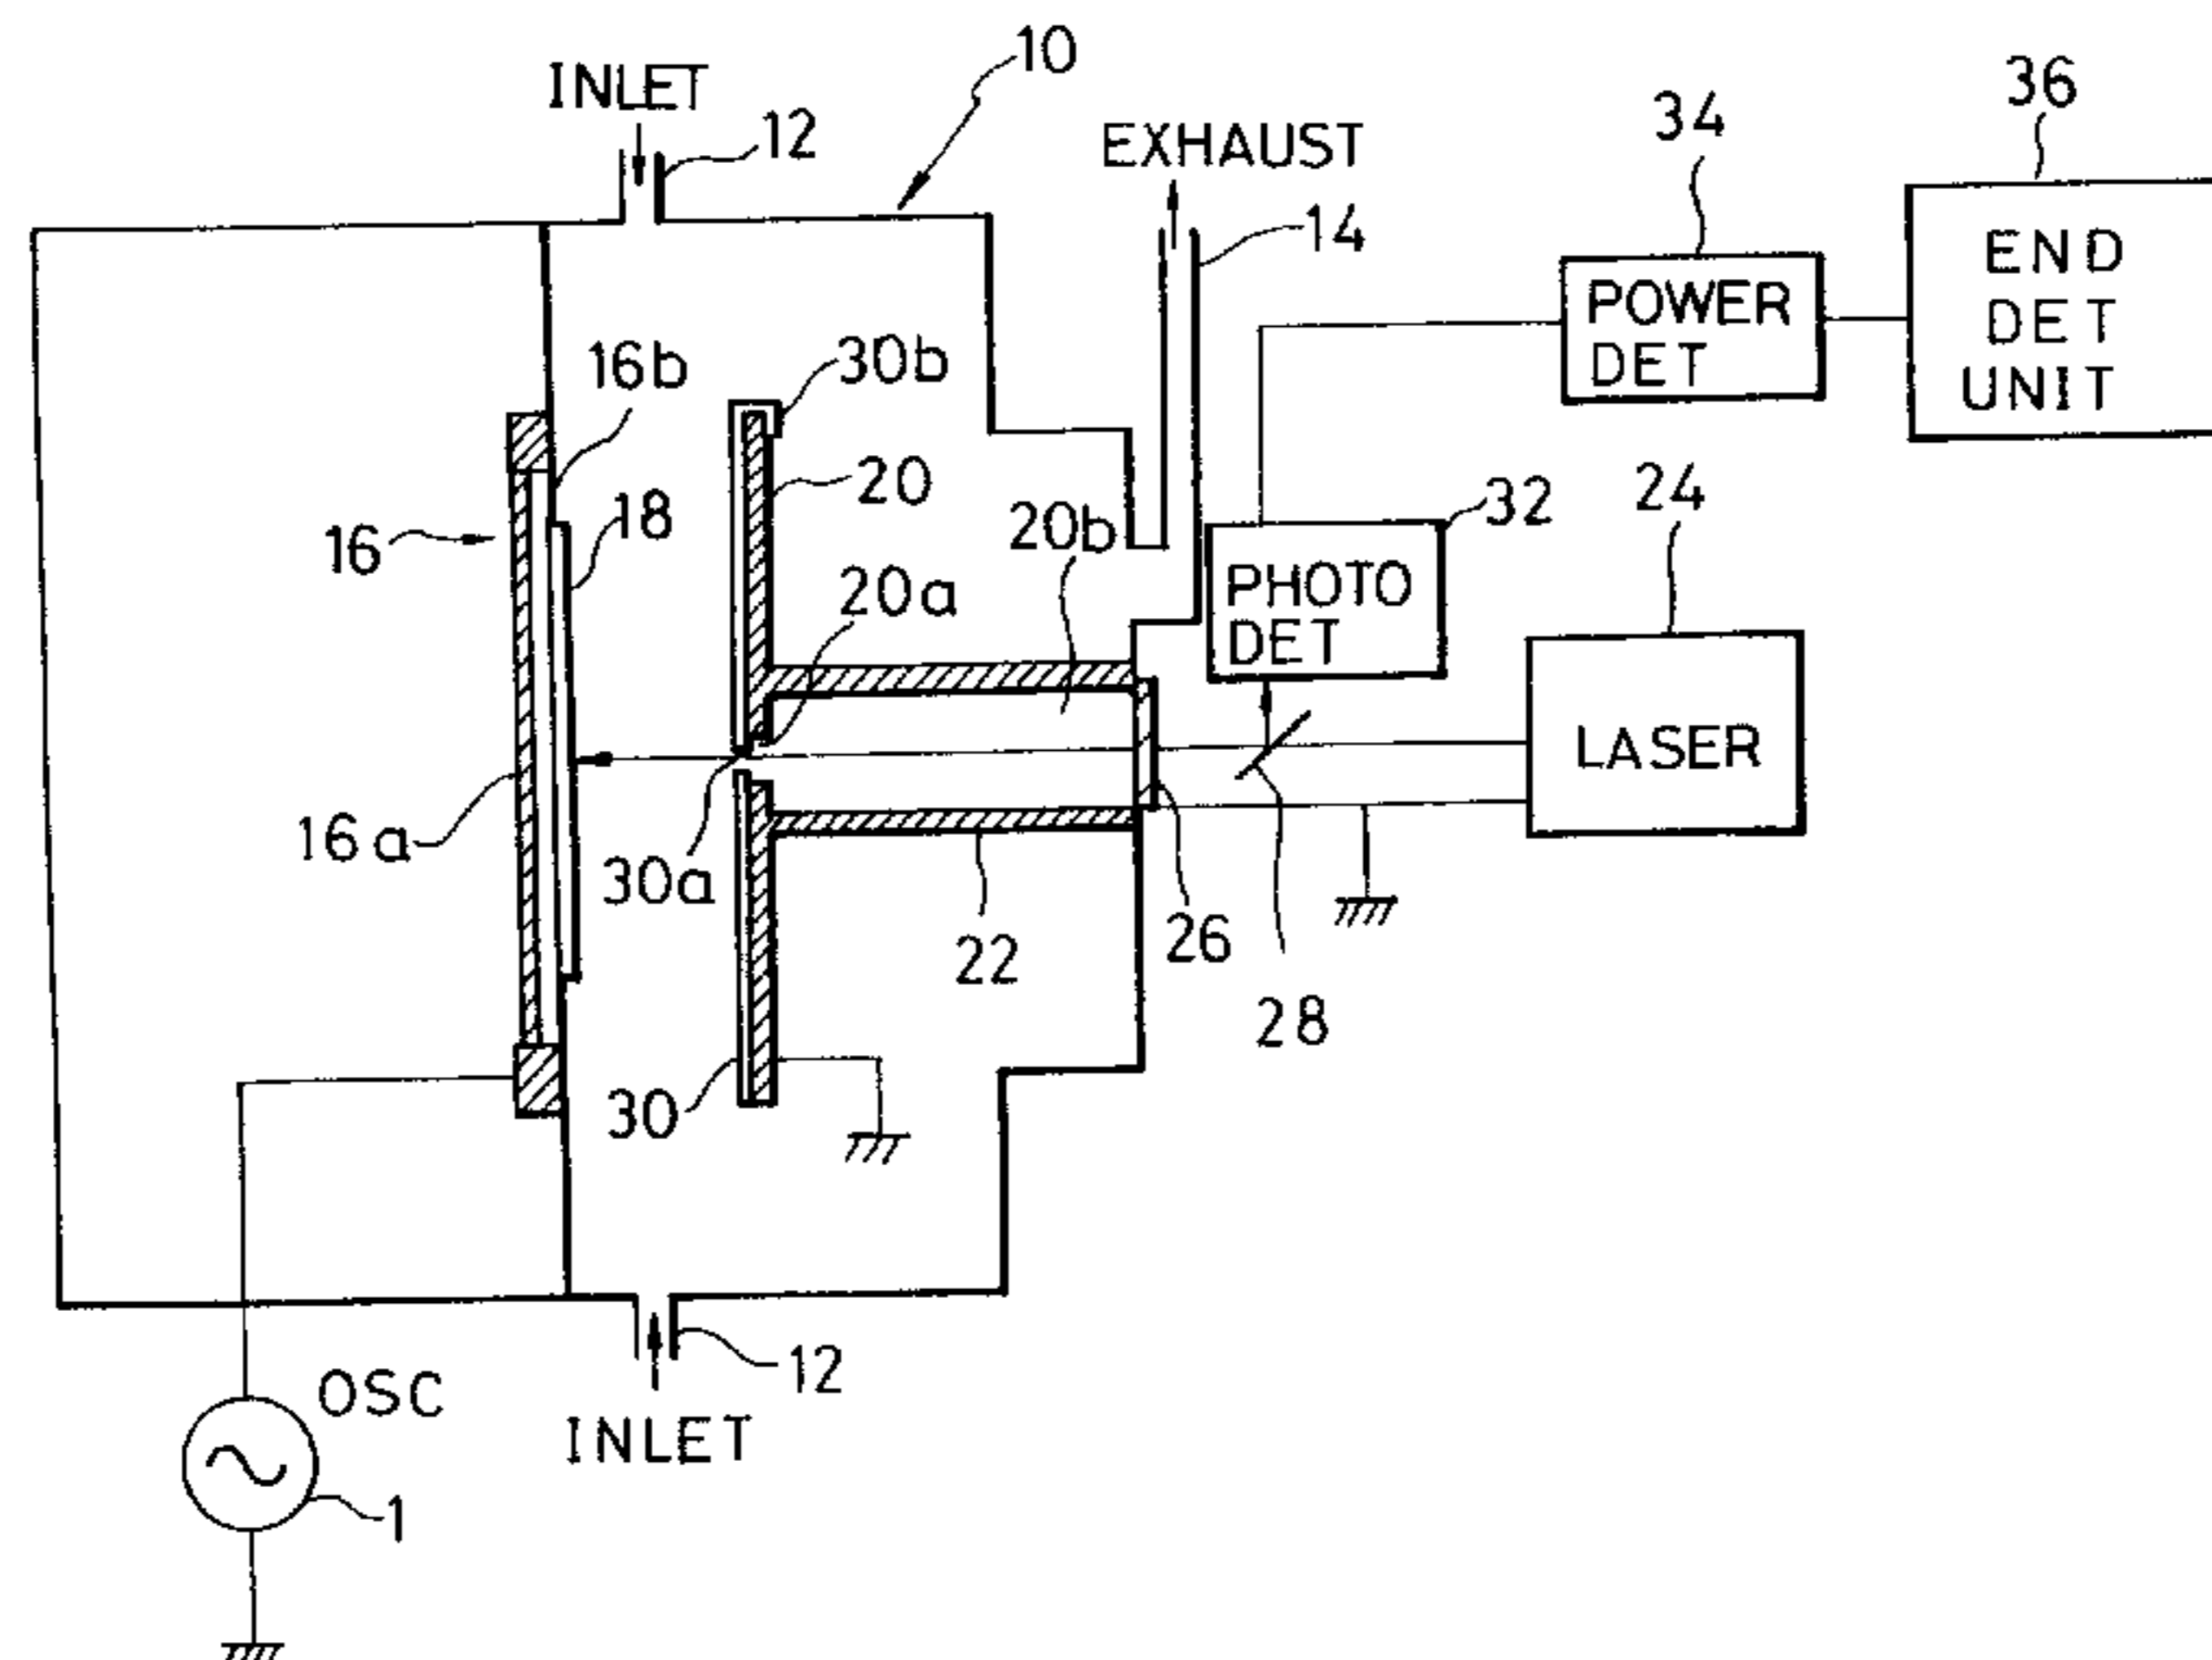 INLET
10
12
EXHAUST
34
36
14
END
DET
UNIT
POWER
DET
16b
30b
20
20b
18
16
20a
32
24
PHOTO
DET
LASER
16a
30a
22
26
28
30
OSC
12
INLET
1